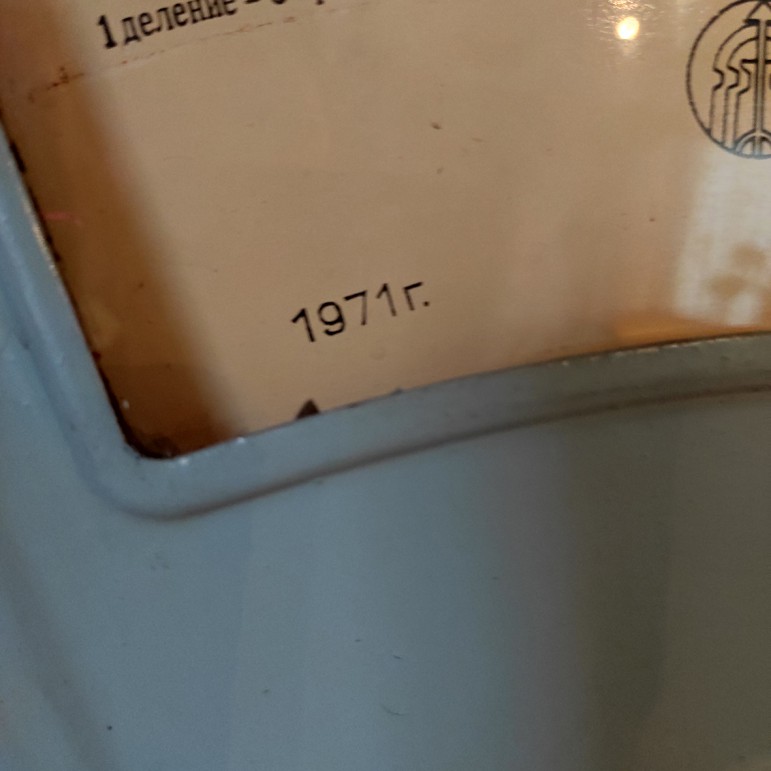 1 деление -
1971г.